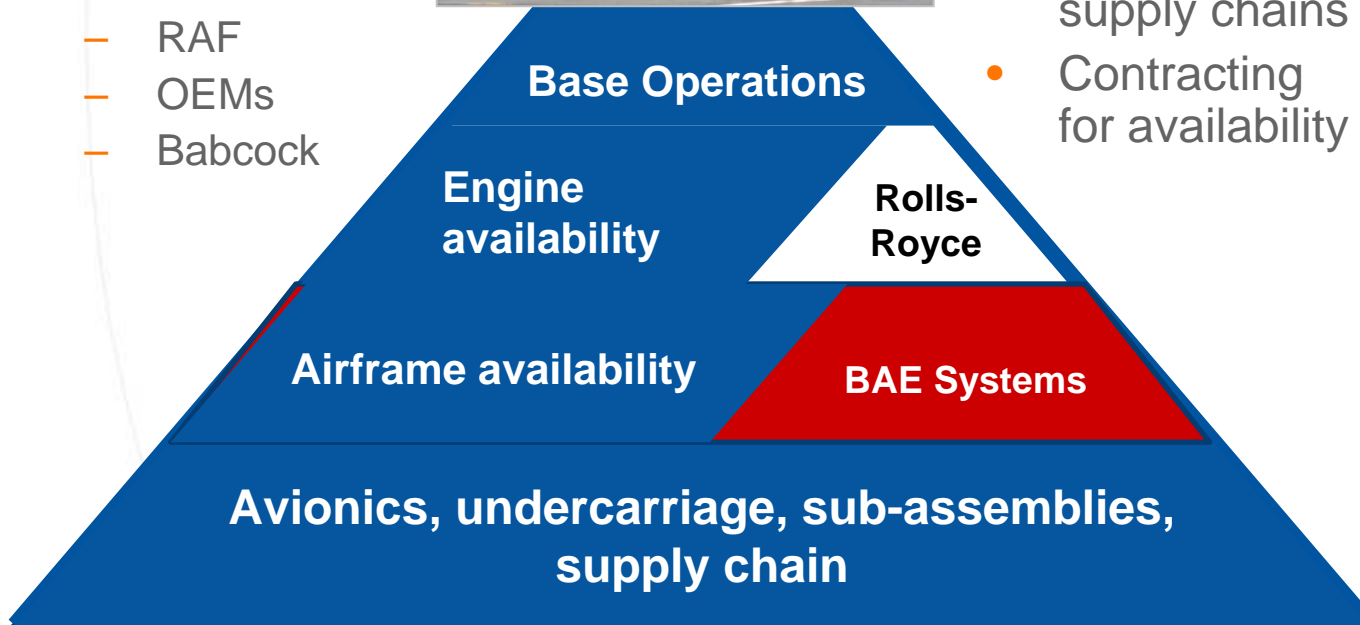 – RAF
– OEMs
– Babcock
supply chains
• Contracting
for availability
Base Operations
Engine
availability
Rolls-
Royce
Airframe availability
BAE Systems
Avionics, undercarriage, sub-assemblies,
supply chain